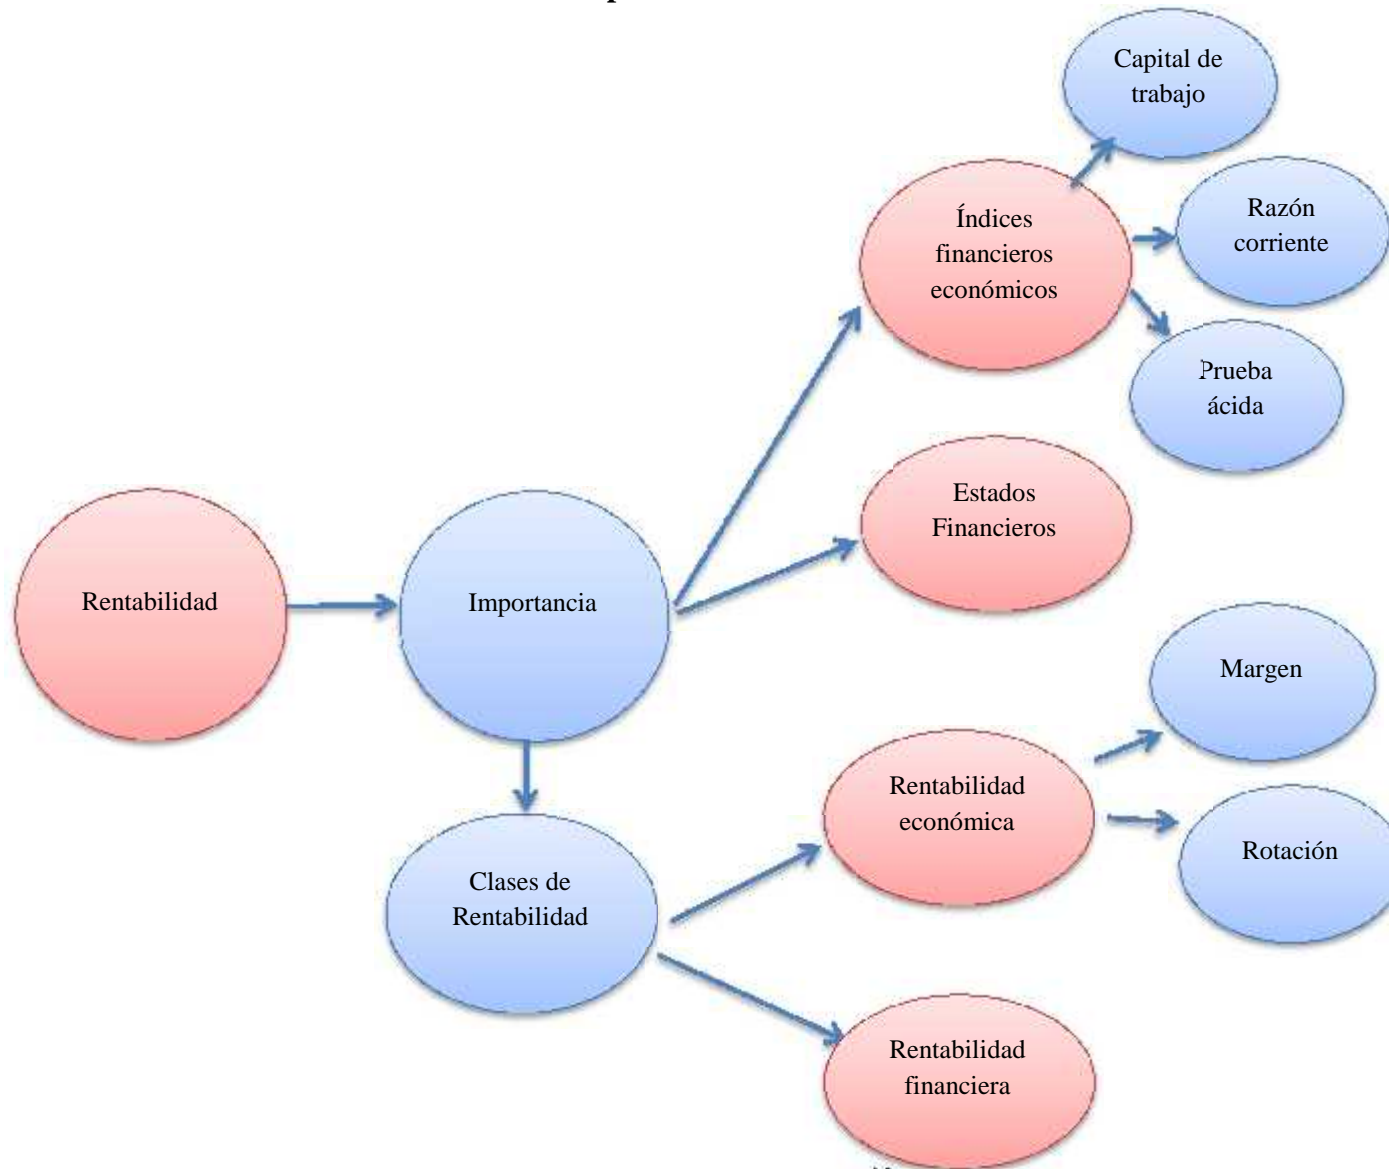 Capital de
trabajo
Índices
financieros
económicos
Razón
corriente
Prueba
ácida
Estados
Financieros
Rentabilidad
Importancia
Margen
Rentabilidad
económica
Rotación
Clases de
Rentabilidad
Rentabilidad
financiera